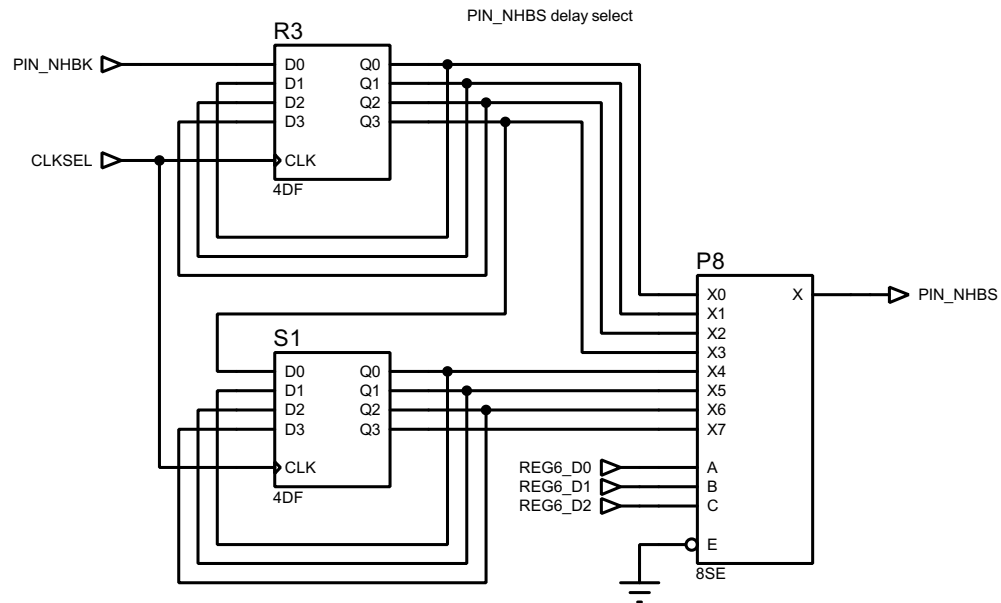 PIN_NHBS delay select
R3
PIN_NHBK
D0 Q0
D1 Q1
D2 Q2
D3 Q3
CLKSEL
CLK
4DF
P8
X0 X
PIN_NHBS
X1
X2
S1
X3
D0 Q0
X4
D1 Q1
X5
D2 Q2
X6
D3 Q3
X7
CLK
REG6_D0
A
REG6_D1
B
4DF
REG6_D2
C
E
8SE